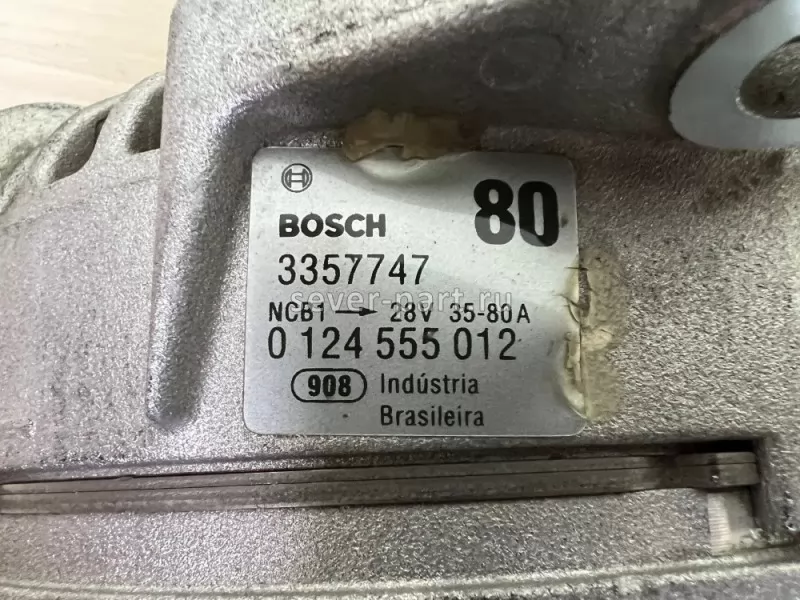 BOSCH 80
3357747
sever-part.ru
NCB1 → 28V 35-80A
0 124 555 012
908 Indústria
Brasileira